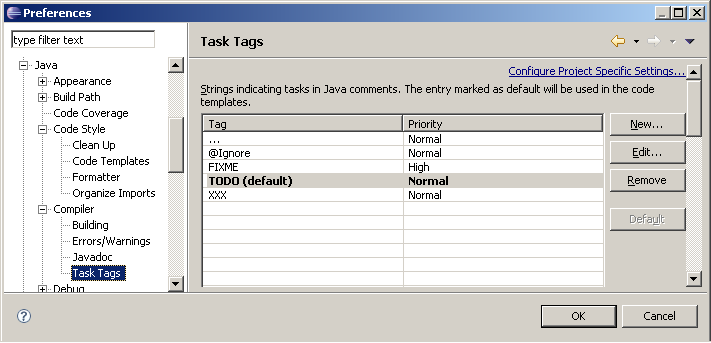 Preferences
type filter text
Java
Appearance
Build Path
Code Coverage
Code Style
Clean Up
Code Templates
Formatter
Organize Imports
Compiler
Building
Errors/Warnings
Javadoc
Task Tags
Debug
Task Tags
Configure Project Specific Settings...
Strings indicating tasks in Java comments. The entry marked as default will be used in the code
templates.
Tag Priority
... Normal
@Ignore Normal
FIXME High
TODO (default) Normal
XXX Normal
New...
Edit...
Remove
Default
?
OK Cancel